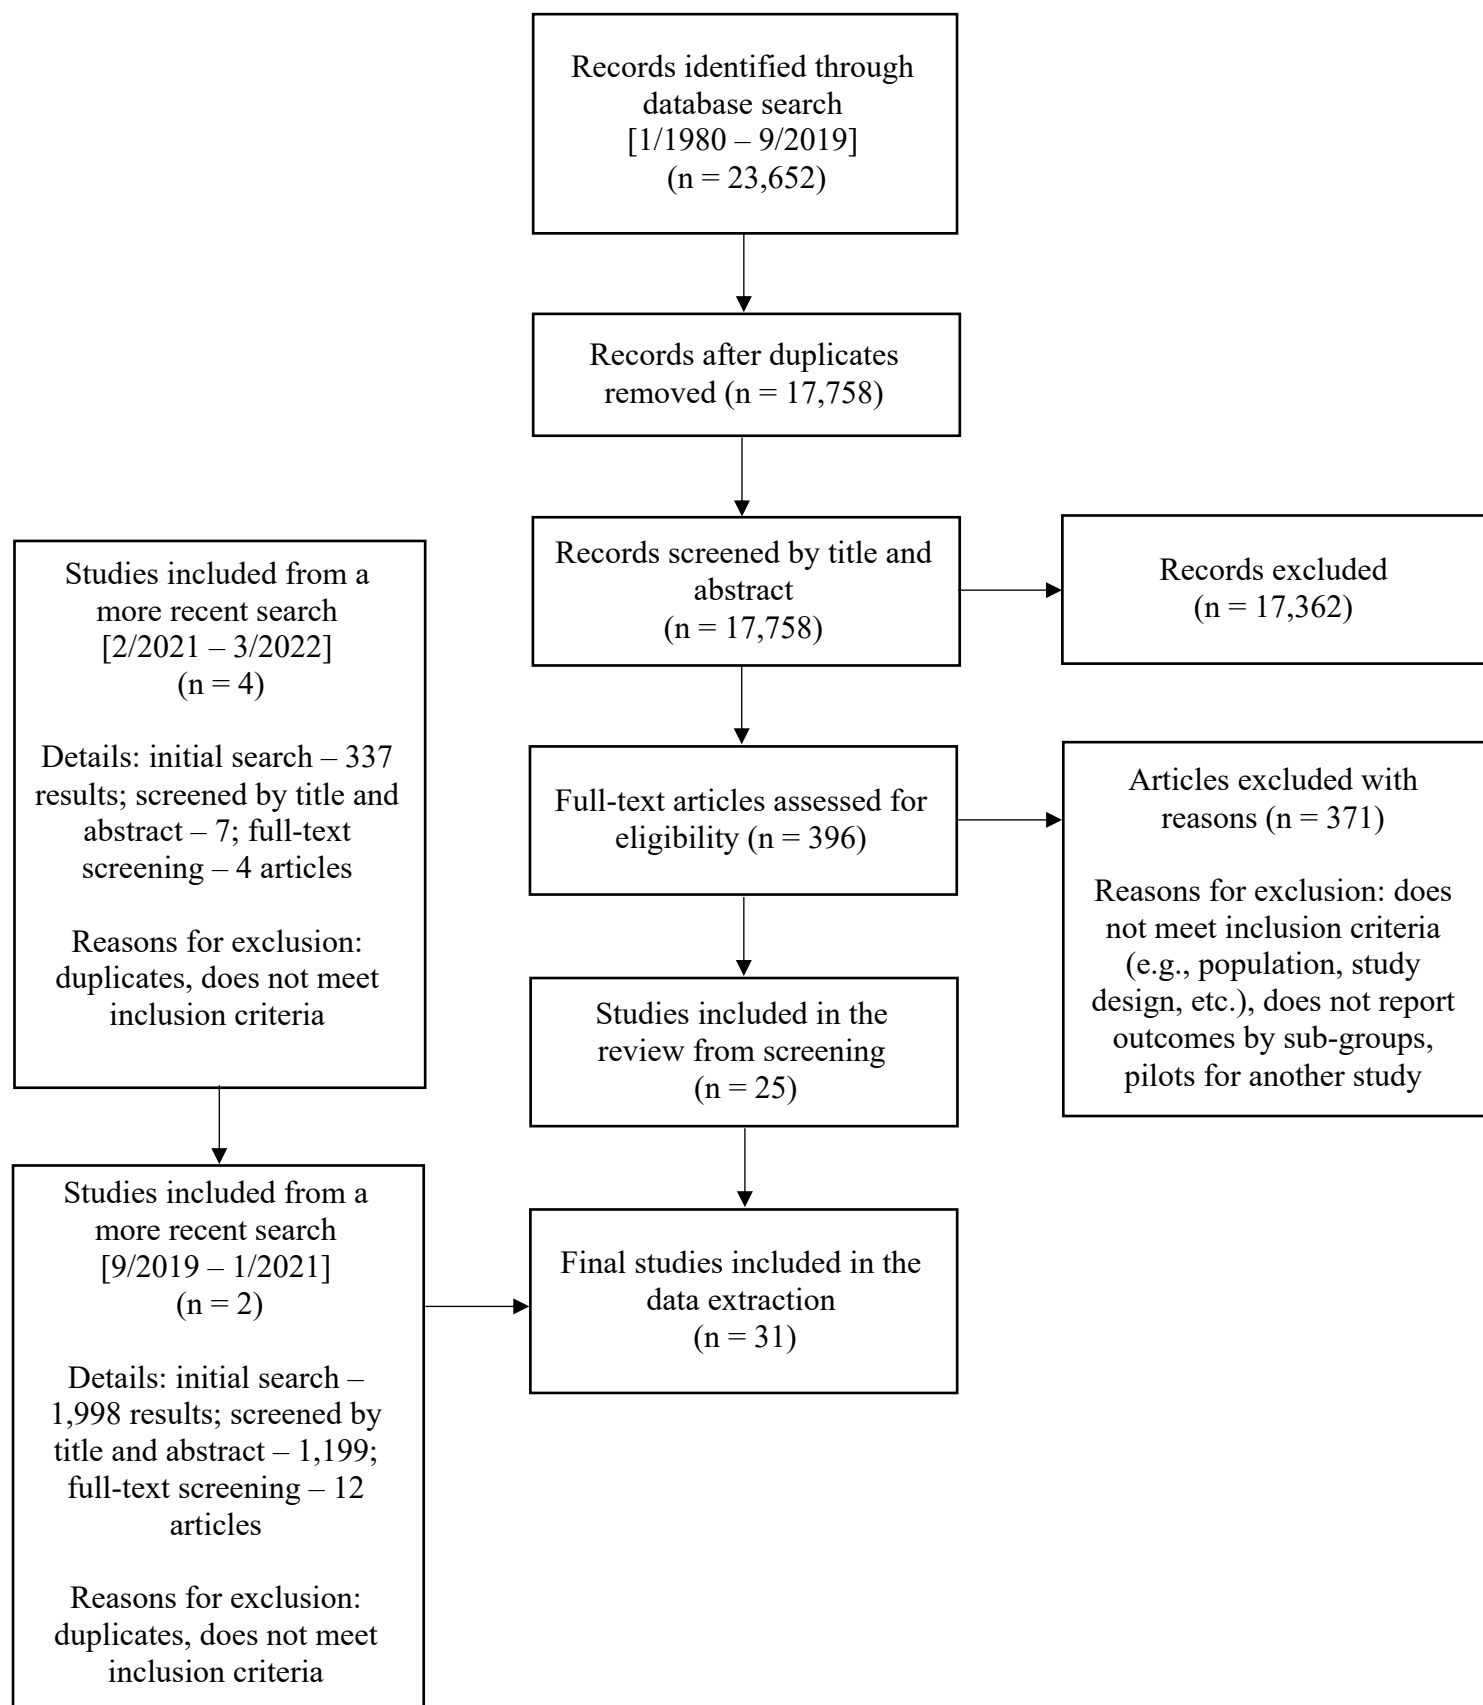 Records identified through
database search
[1/1980 – 9/2019]
(n = 23,652)
Records after duplicates
removed (n = 17,758)
Records screened by title and
abstract
(n = 17,758)
Records excluded
(n = 17,362)
Studies included from a
more recent search
[2/2021 – 3/2022]
(n = 4)
Details: initial search – 337
results; screened by title and
abstract – 7; full-text
screening – 4 articles
Reasons for exclusion:
duplicates, does not meet
inclusion criteria
Full-text articles assessed for
eligibility (n = 396)
Articles excluded with
reasons (n = 371)
Reasons for exclusion: does
not meet inclusion criteria
(e.g., population, study
design, etc.), does not report
outcomes by sub-groups,
pilots for another study
Studies included in the
review from screening
(n = 25)
Studies included from a
more recent search
[9/2019 – 1/2021]
(n = 2)
Details: initial search –
1,998 results; screened by
title and abstract – 1,199;
full-text screening – 12
articles
Reasons for exclusion:
duplicates, does not meet
inclusion criteria
Final studies included in the
data extraction
(n = 31)